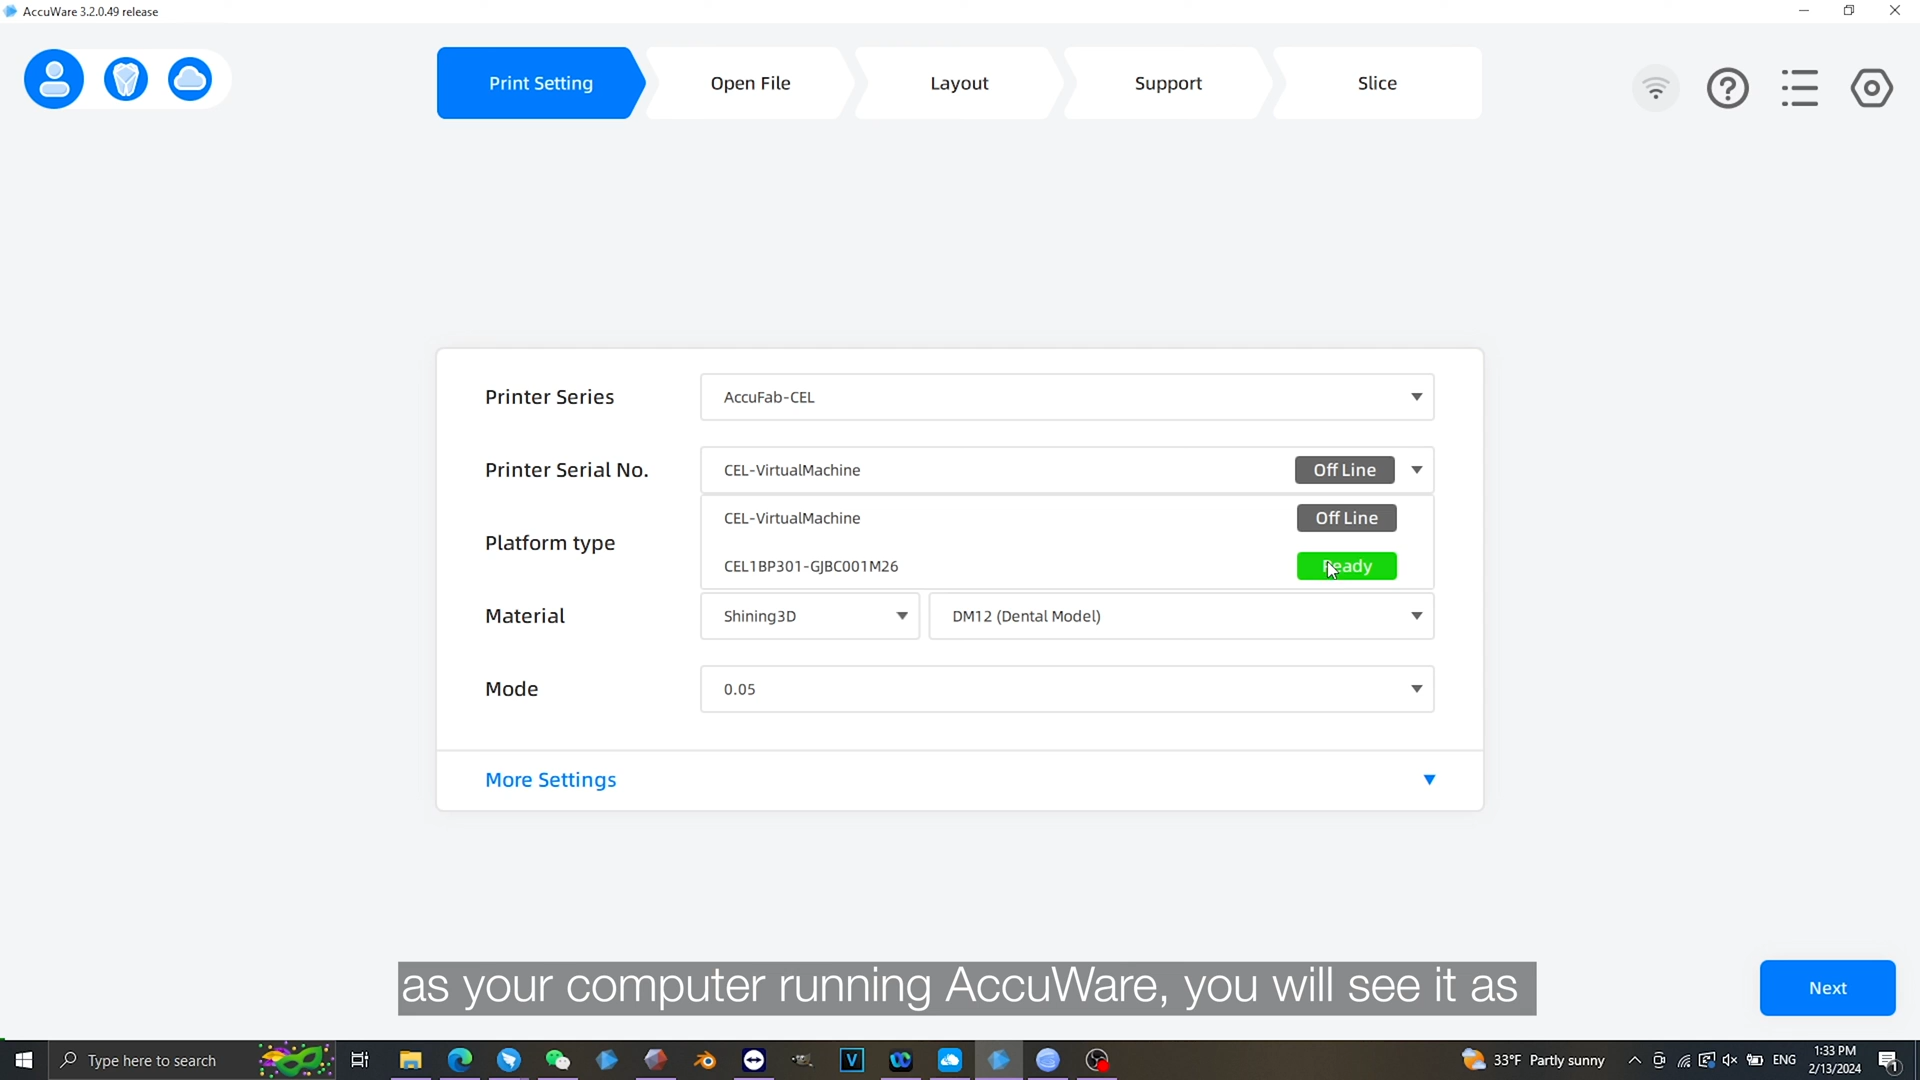 AccuWare 3.2.0.49 release
Print Setting
Open File
Layout
Support
Slice
Printer Series
AccuFab-CEL
Printer Serial No.
CEL-VirtualMachine
Off Line
CEL-VirtualMachine
Off Line
Platform type
CEL1BP301-GJBC001M26
Ready
Material
Shining3D
DM12 (Dental Model)
Mode
0.05
More Settings
as your computer running AccuWare, you will see it as
Next
Type here to search
V
33°F Partly sunny
ENG
1:33 PM
2/13/2024
1